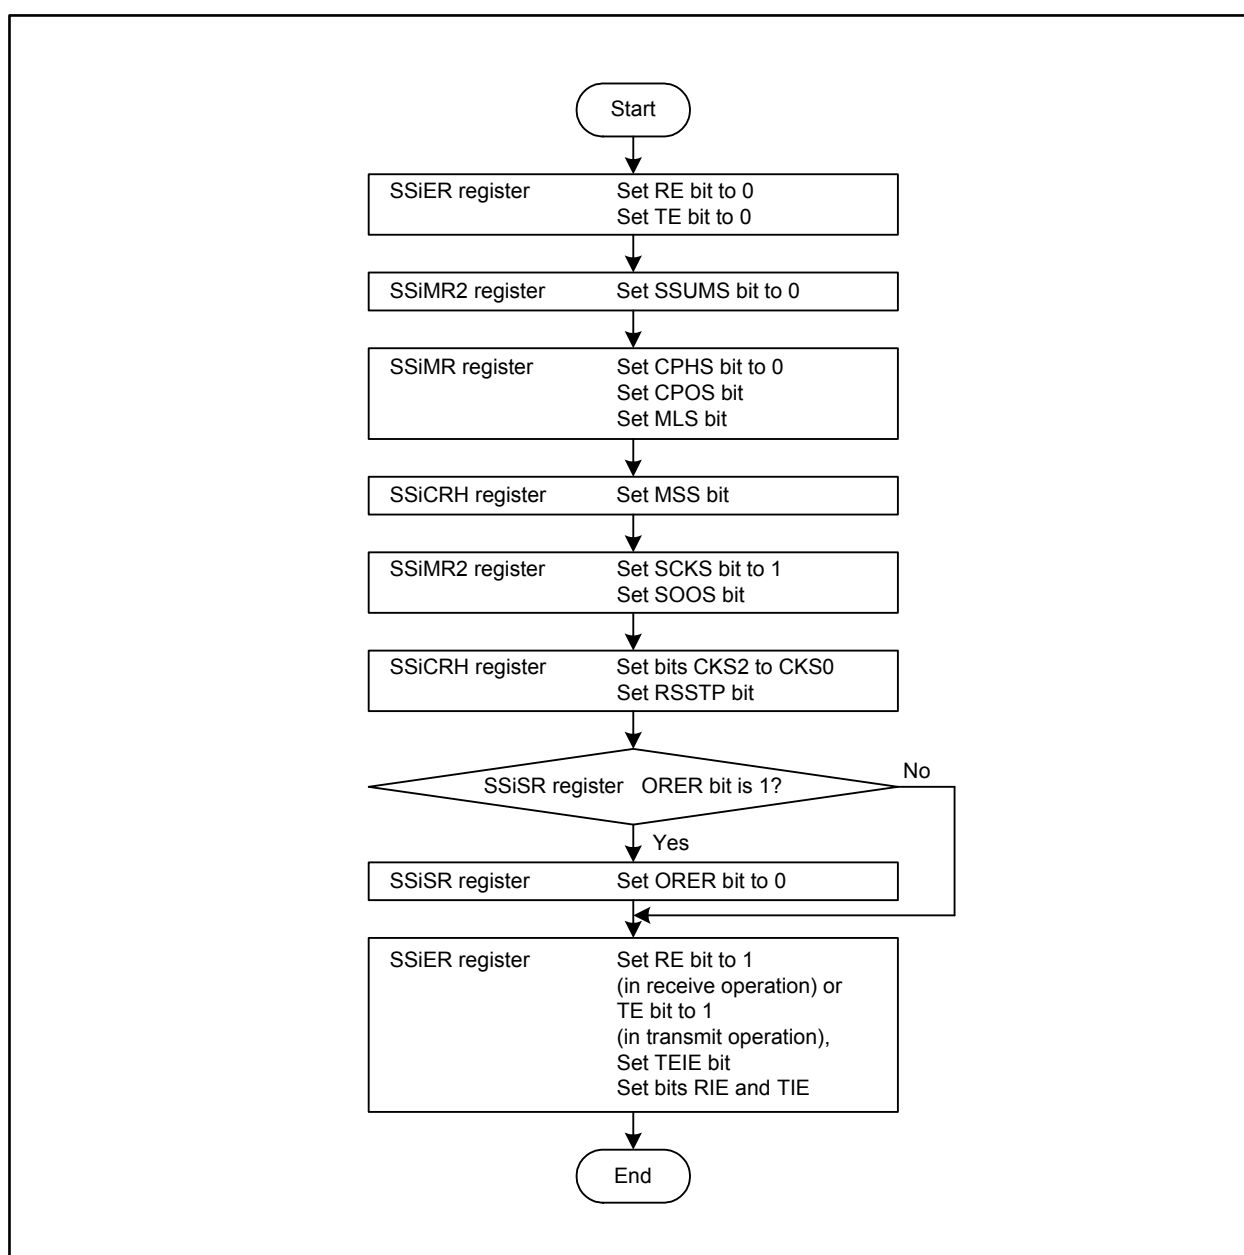 Start
SSiER register Set RE bit to 0
Set TE bit to 0
SSiMR2 register Set SSUMS bit to 0
SSiMR register Set CPHS bit to 0
Set CPOS bit
Set MLS bit
SSiCRH register Set MSS bit
SSiMR2 register Set SCKS bit to 1
Set SOOS bit
SSiCRH register Set bits CKS2 to CKS0
Set RSSTP bit
SSiSR register ORER bit is 1?
No
Yes
SSiSR register Set ORER bit to 0
SSiER register Set RE bit to 1
(in receive operation) or
TE bit to 1
(in transmit operation),
Set TEIE bit
Set bits RIE and TIE
End